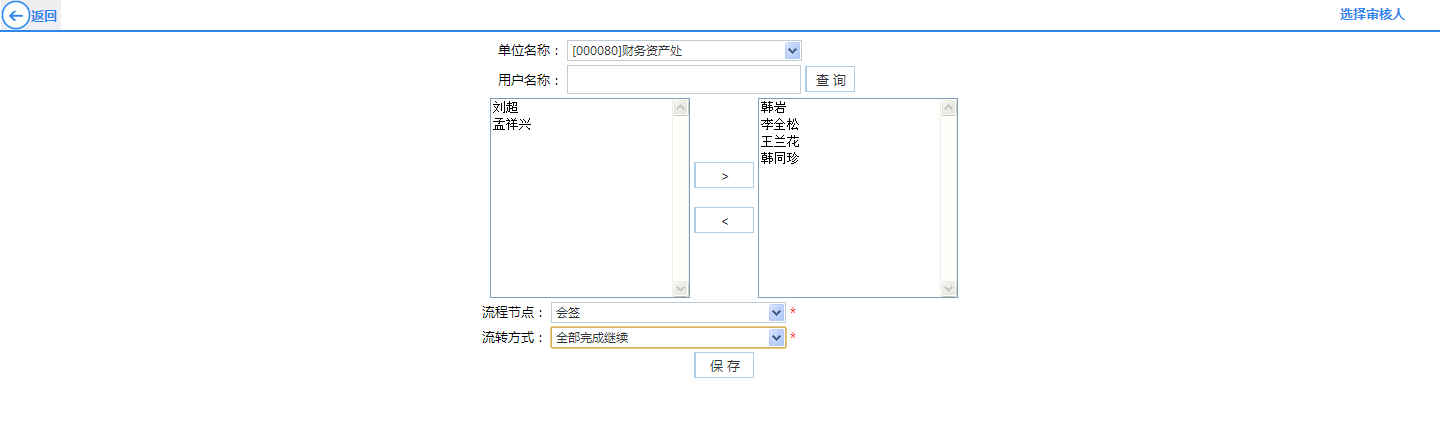 返回
选择审核人
单位名称： [000080]财务资产处
用户名称： 查 询
刘超
孟祥兴
>
<
韩岩
李全松
王兰花
韩同珍
流程节点： 会签 *
流转方式： 全部完成继续 *
保 存